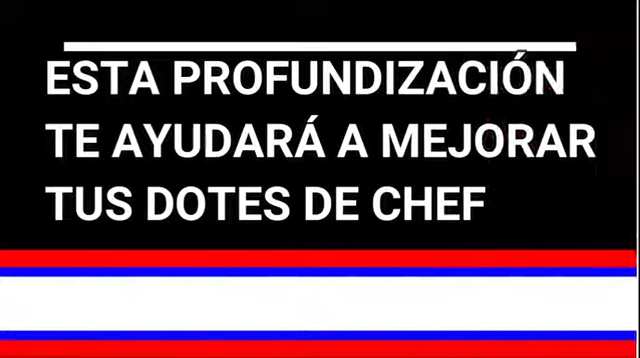 ESTA PROFUNDIZACIÓN
TE AYUDARÁ A MEJORAR
TUS DOTES DE CHEF